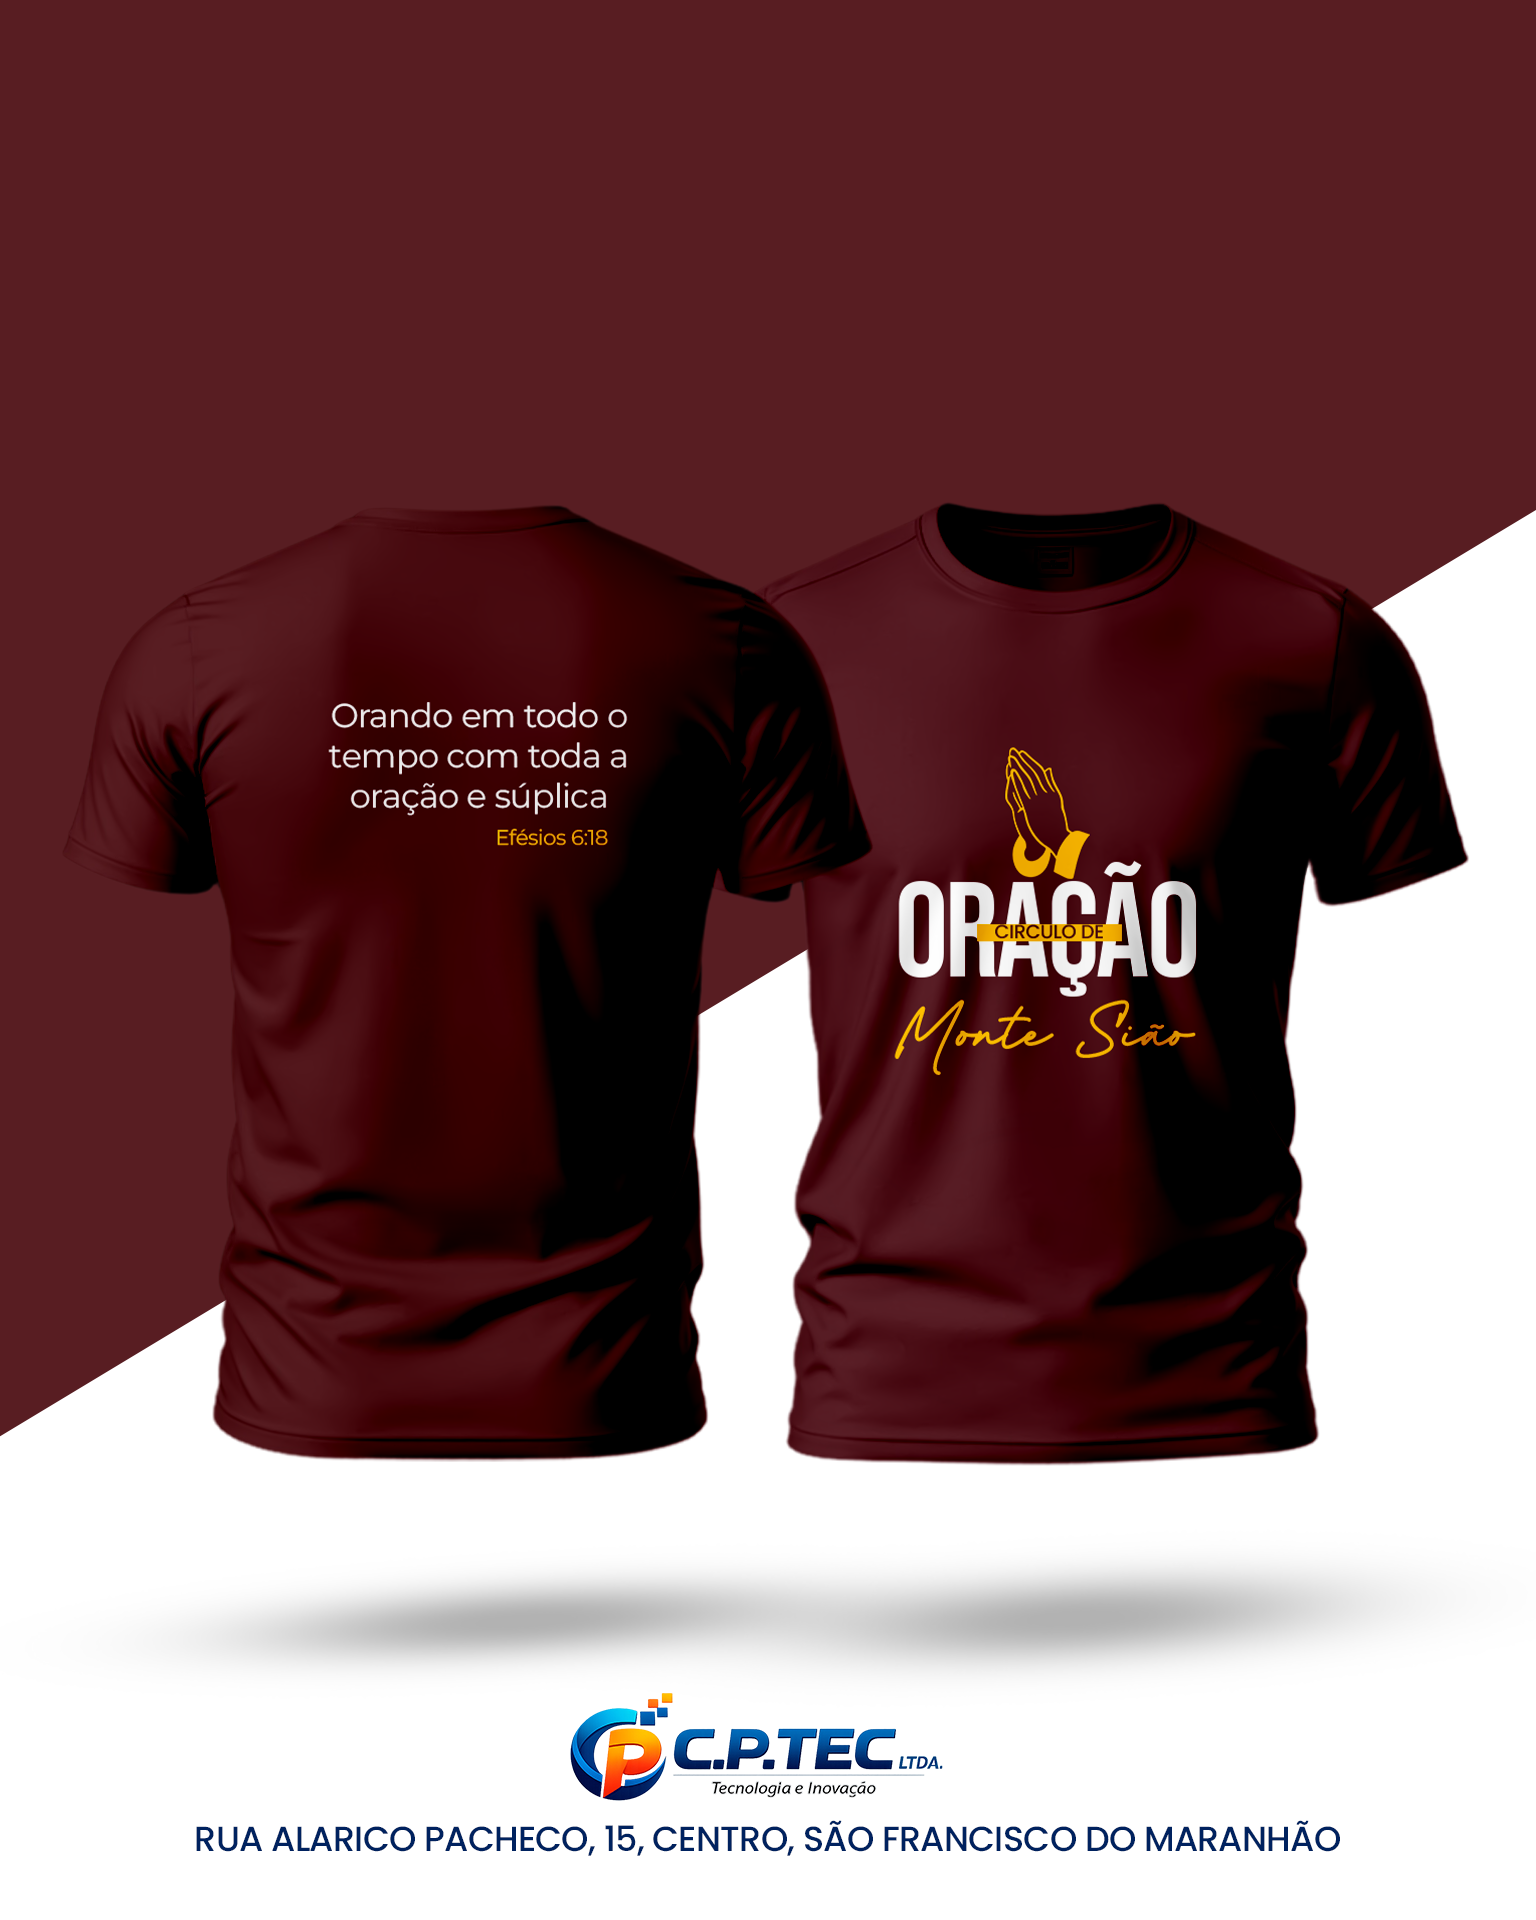 Orando em todo o
tempo com toda a
oração e súplica
Efésios 6:18
ORAÇÃO
CIRCULO DE
Monte Sião
CP C.P.TEC LTDA.
Tecnologia e Inovação
RUA ALARICO PACHECO, 15, CENTRO, SÃO FRANCISCO DO MARANHÃO